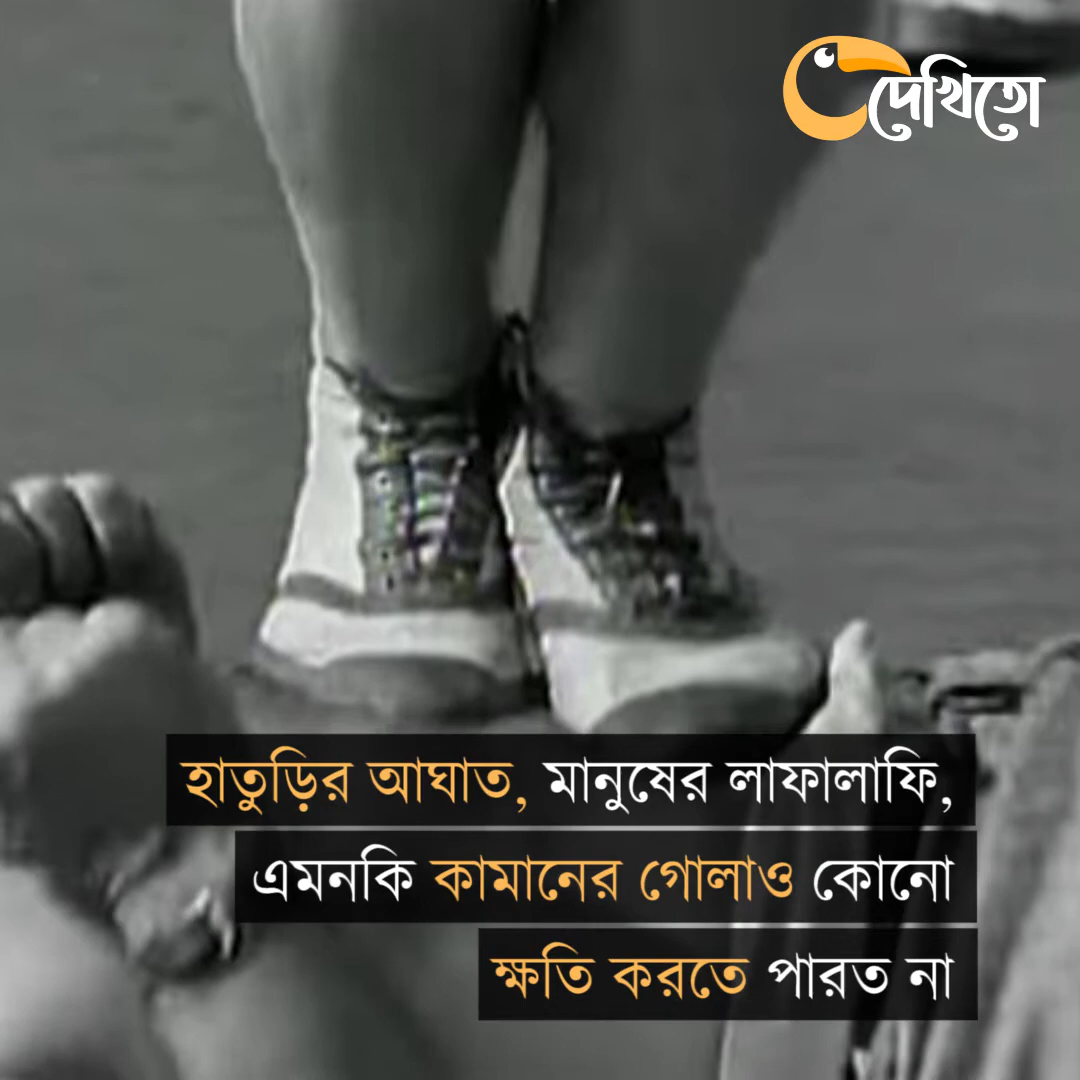 দেখিতো
হাতুড়ির আঘাত, মানুষের লাফালাফি,
এমনকি কামানের গোলাও কোনো
ক্ষতি করতে পারত না